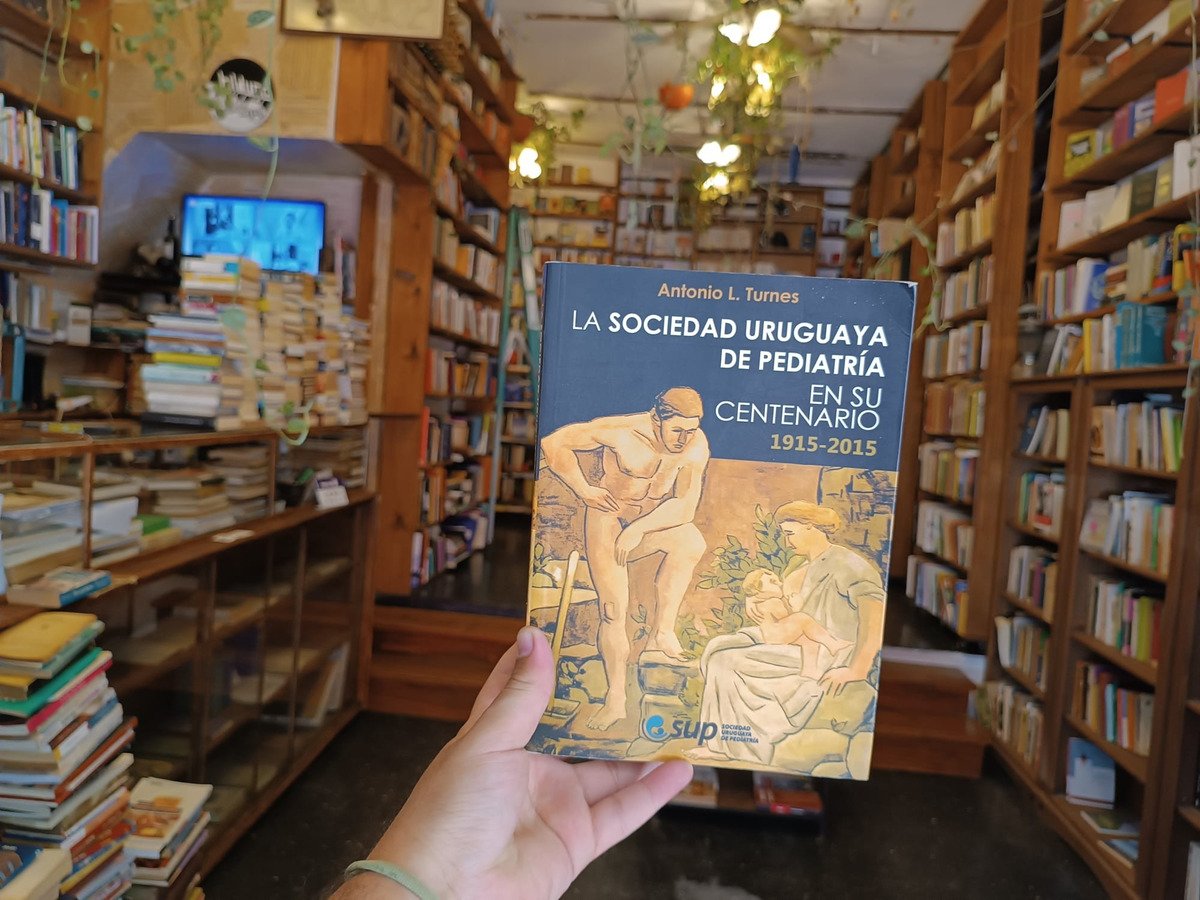 Antonio L. Turnes
LA SOCIEDAD URUGUAYA
DE PEDIATRÍA
EN SU
CENTENARIO
1915-2015
sup
SOCIEDAD
URUGUAYA
DE PEDIATRÍA